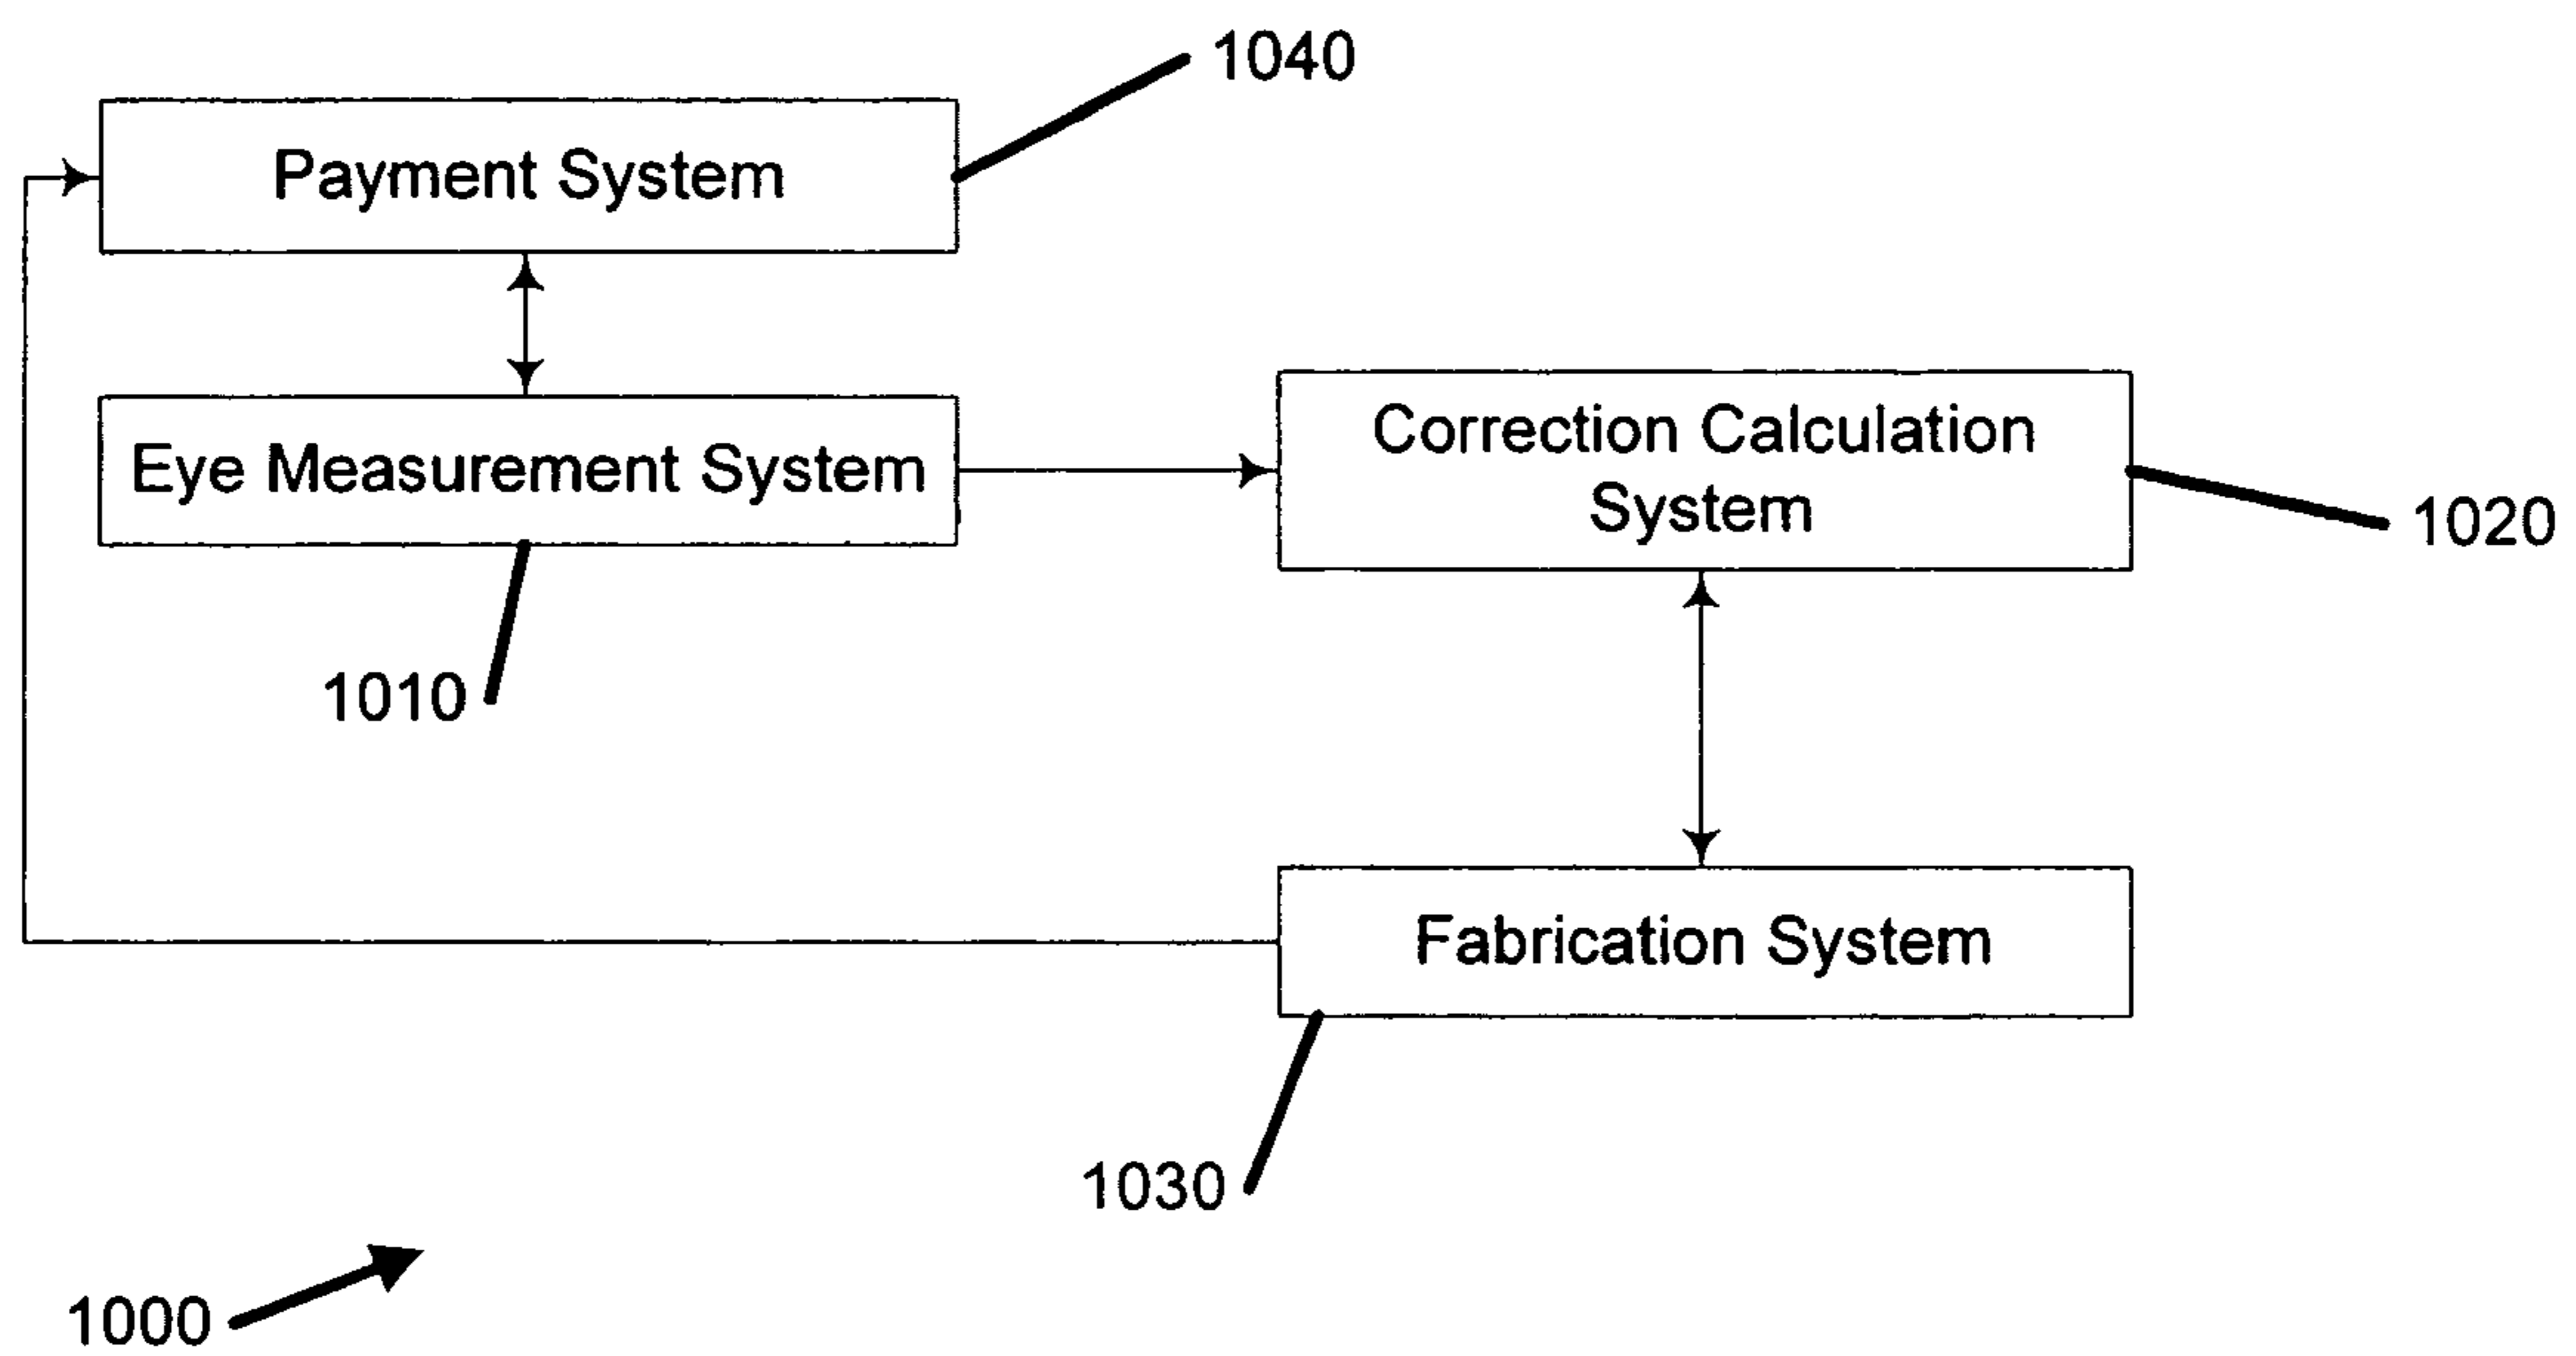 1040
Payment System
Eye Measurement System
Correction Calculation
System
1020
1010
Fabrication System
1030
1000